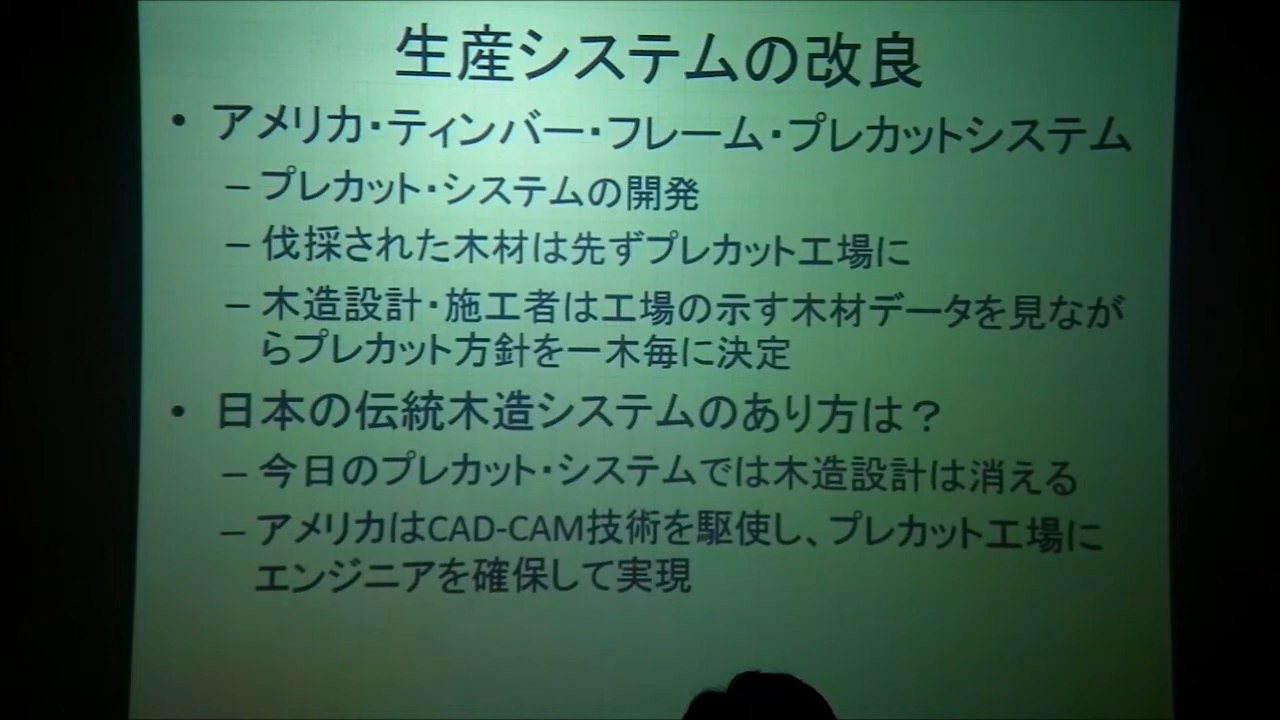 生産システムの改良
• アメリカ・ティンバー・フレーム・プレカットシステム
– プレカット・システムの開発
– 伐採された木材は先ずプレカット工場に
– 木造設計・施工者は工場の示す木材データを見なが
らプレカット方針を一木毎に決定
• 日本の伝統木造システムのあり方は？
– 今日のプレカット・システムでは木造設計は消える
– アメリカはCAD-CAM技術を駆使し、プレカット工場に
エンジニアを確保して実現